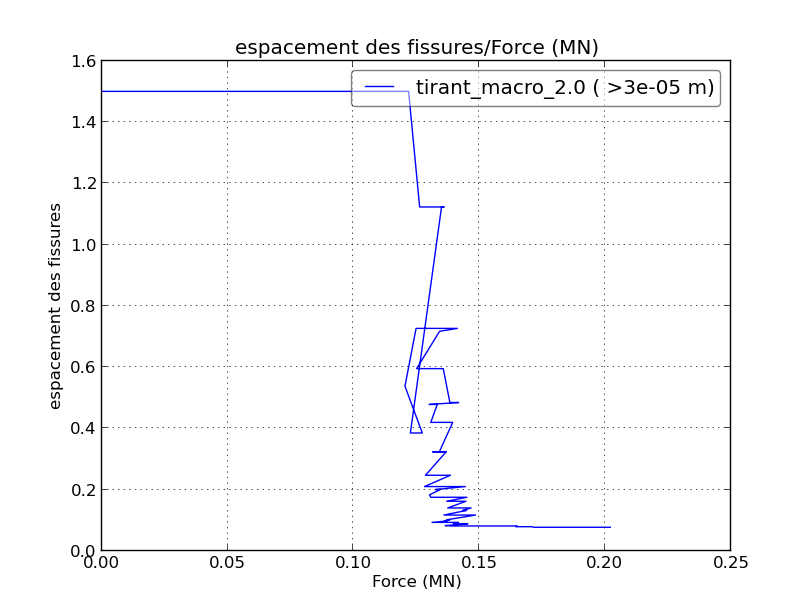 espacement des fissures/Force (MN)
tirant_macro_2.0 ( >3e-05 m)
espacement des fissures
1.6
1.4
1.2
1.0
0.8
0.6
0.4
0.2
0.0
0.00 0.05 0.10 0.15 0.20 0.25
Force (MN)